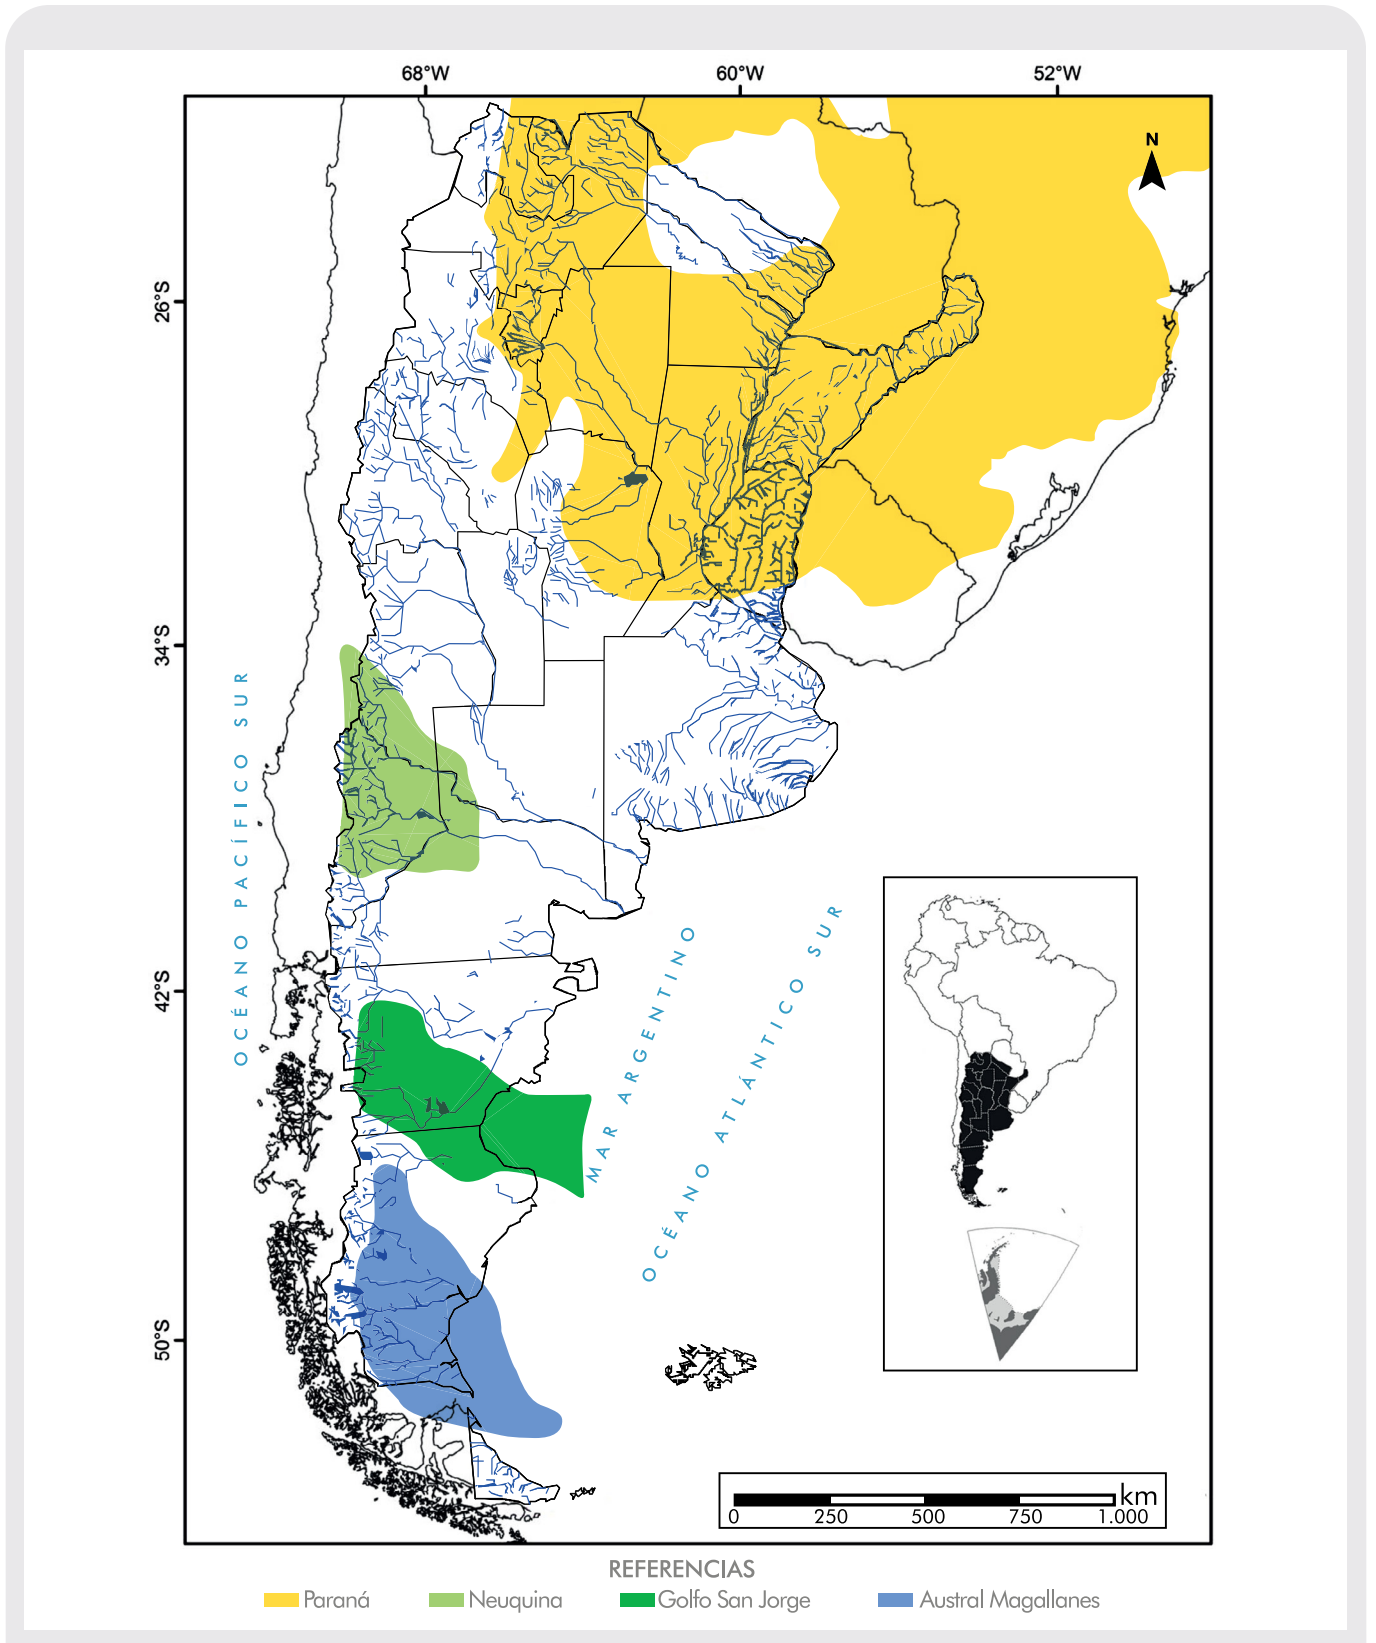 68°W 60°W 52°W
N
26°S
34°S
OCÉANO PACÍFICO SUR
42°S
MAR ARGENTINO
OCÉANO ATLÁNTICO SUR
50°S
km
0 250 500 750 1.000
REFERENCIAS
Paraná Neuquina Golfo San Jorge Austral Magallanes